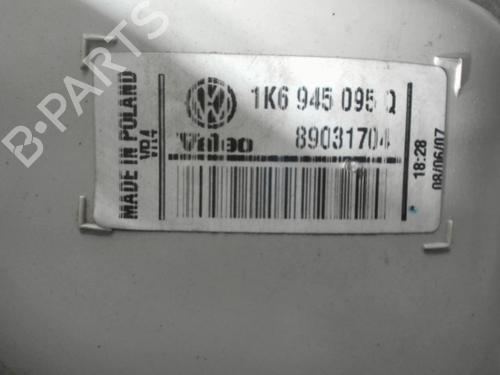 B-PARTS
MADE IN POLAND
1K6 945 095 Q
Valeo
89031704
18:28
08/06/07